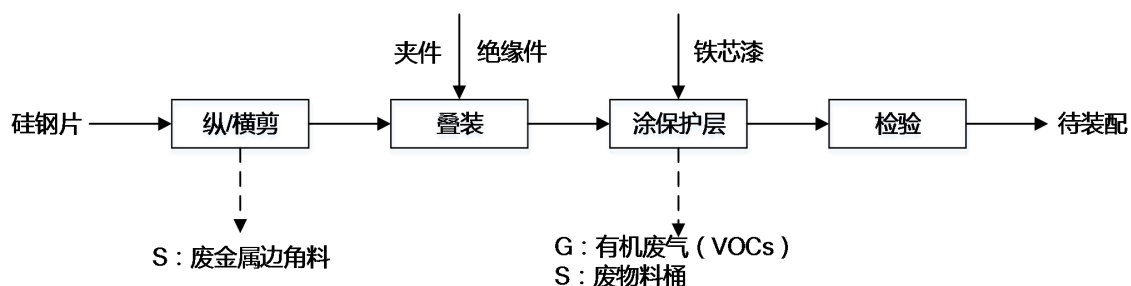 夹件 绝缘件
铁芯漆
硅钢片
纵/横剪
叠装
涂保护层
检验
待装配
S：废金属边角料
G：有机废气（VOCs）
S：废物料桶